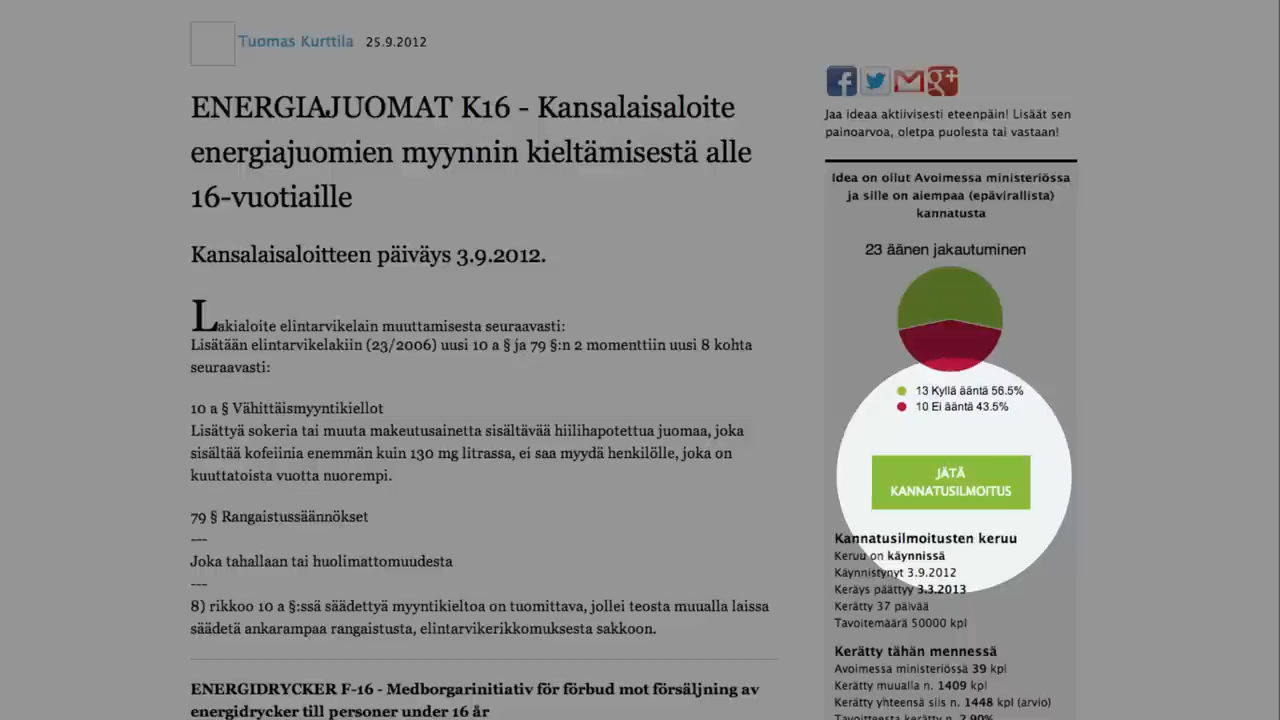 Tuomas Kurttila 25.9.2012
ENERGIAJUOMAT K16 - Kansalaisaloite
energiajuomien myynnin kieltämisestä alle
16-vuotiaille
Kansalaisaloitteen päiväys 3.9.2012.
Lakialoite elintarvikelain muuttamisesta seuraavasti:
Lisätään elintarvikelakiin (23/2006) uusi 10 a § ja 79 §:n 2 momenttiin uusi 8 kohta
seuraavasti:
10 a § Vähittäismyyntikiellot
Lisättyä sokeria tai muuta makeutusainetta sisältävää hiilihapotettua juomaa, joka
sisältää kofeiinia enemmän kuin 130 mg litrassa, ei saa myydä henkilölle, joka on
kuuttatoista vuotta nuorempi.
79 § Rangaistussäännökset
---
Joka tahallaan tai huolimattomuudesta
---
8) rikkoo 10 a §:ssä säädettyä myyntikieltoa on tuomittava, jollei teosta muualla laissa
säädetä ankarampaa rangaistusta, elintarvikerikkomuksesta sakkoon.
ENERGIDRYCKER F-16 - Medborgarinitiativ för förbud mot försäljning av
energidrycker till personer under 16 år
Jaa ideaa aktiivisesti eteenpäin! Lisäät sen
painoarvoa, oletpa puolesta tai vastaan!
Idea on ollut Avoimessa ministeriössä
ja sille on aiempaa (epävirallista)
kannatusta
23 äänen jakautuminen
13 Kyllä ääntä 56.5%
10 Ei ääntä 43.5%
JÄTÄ
KANNATUSILMOITUS
Kannatusilmoitusten keruu
Keruu on käynnissä
Käynnistynyt 3.9.2012
Keräys päättyy 3.3.2013
Kerätty 37 päivää
Tavoitemäärä 50000 kpl
Kerätty tähän mennessä
Avoimessa ministeriössä 39 kpl
Kerätty muualla n. 1409 kpl
Kerätty yhteensä siis n. 1448 kpl (arvio)
Tavoitteesta kerätty n. 2.90%